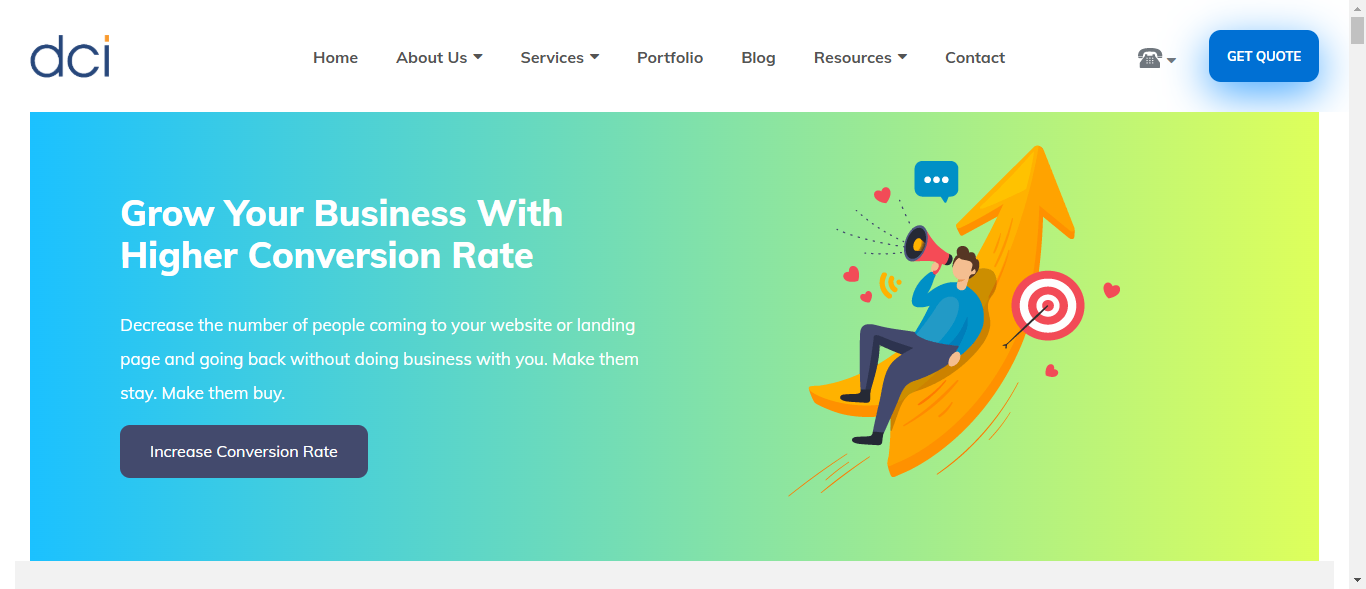 dci
Home
About Us
Services
Portfolio
Blog
Resources
Contact
GET QUOTE
Grow Your Business With
Higher Conversion Rate
Decrease the number of people coming to your website or landing
page and going back without doing business with you. Make them
stay. Make them buy.
Increase Conversion Rate